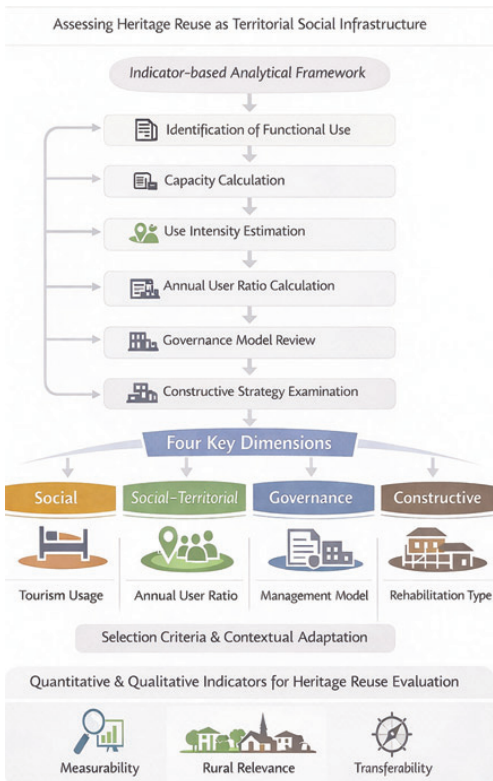 Assessing Heritage Reuse as Territorial Social Infrastructure
Indicator-based Analytical Framework
Identification of Functional Use
Capacity Calculation
Use Intensity Estimation
Annual User Ratio Calculation
Governance Model Review
Constructive Strategy Examination
Four Key Dimensions
Social
Social-Territorial
Governance
Constructive
Tourism Usage
Annual User Ratio
Management Model
Rehabilitation Type
Selection Criteria & Contextual Adaptation
Quantitative & Qualitative Indicators for Heritage Reuse Evaluation
Measurability
Rural Relevance
Transferability